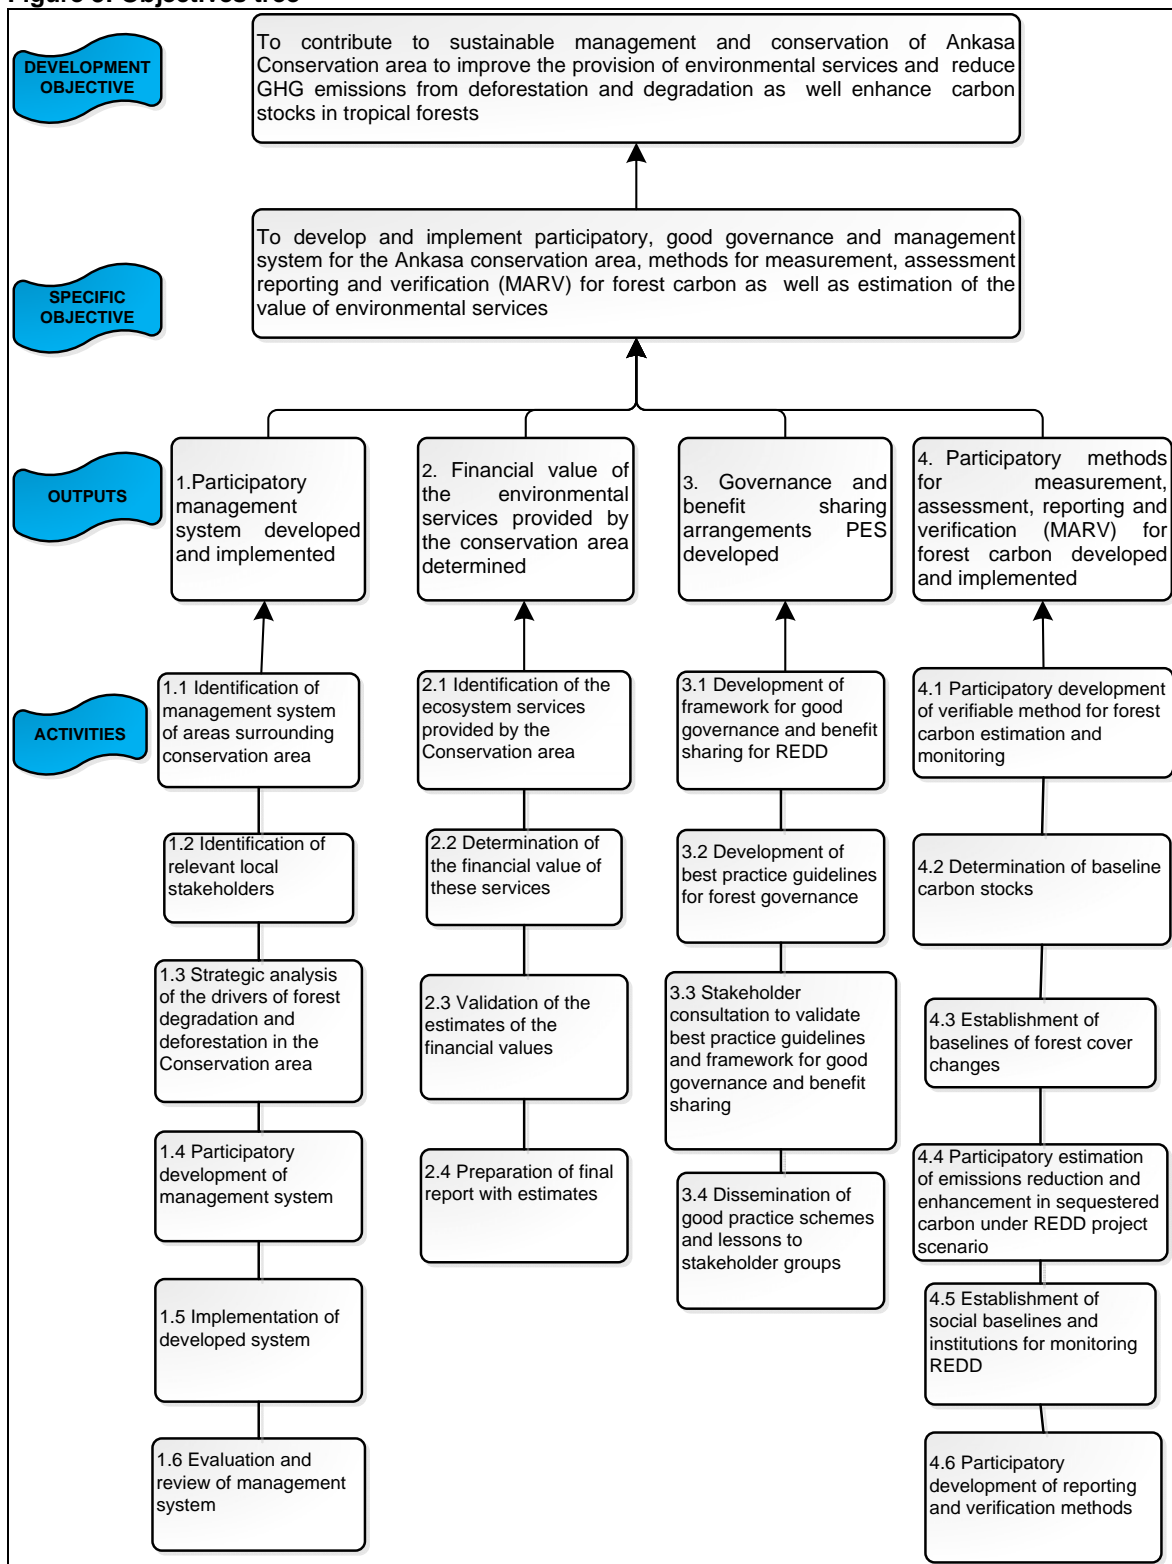 DEVELOPMENT
OBJECTIVE
To contribute to sustainable management and conservation of Ankasa
Conservation area to improve the provision of environmental services and reduce
GHG emissions from deforestation and degradation as well enhance carbon
stocks in tropical forests
SPECIFIC
OBJECTIVE
To develop and implement participatory, good governance and management
system for the Ankasa conservation area, methods for measurement, assessment
reporting and verification (MARV) for forest carbon as well as estimation of the
value of environmental services
OUTPUTS
1.Participatory
management
system developed
and implemented
2. Financial value of
the environmental
services provided by
the conservation area
determined
3. Governance and
benefit sharing
arrangements PES
developed
4. Participatory methods
for measurement,
assessment, reporting and
verification (MARV) for
forest carbon developed
and implemented
ACTIVITIES
1.1 Identification of
management system
of areas surrounding
conservation area
1.2 Identification of
relevant local
stakeholders
1.3 Strategic analysis
of the drivers of forest
degradation and
deforestation in the
Conservation area
1.4 Participatory
development of
management system
1.5 Implementation of
developed system
1.6 Evaluation and
review of management
system
2.1 Identification of the
ecosystem services
provided by the
Conservation area
2.2 Determination of
the financial value of
these services
2.3 Validation of the
estimates of the
financial values
2.4 Preparation of final
report with estimates
3.1 Development of
framework for good
governance and benefit
sharing for REDD
3.2 Development of
best practice guidelines
for forest governance
3.3 Stakeholder
consultation to validate
best practice guidelines
and framework for good
governance and benefit
sharing
3.4 Dissemination of
good practice schemes
and lessons to
stakeholder groups
4.1 Participatory development
of verifiable method for forest
carbon estimation and
monitoring
4.2 Determination of baseline
carbon stocks
4.3 Establishment of
baselines of forest cover
changes
4.4 Participatory estimation
of emissions reduction and
enhancement in sequestered
carbon under REDD project
scenario
4.5 Establishment of
social baselines and
institutions for monitoring
REDD
4.6 Participatory
development of reporting
and verification methods